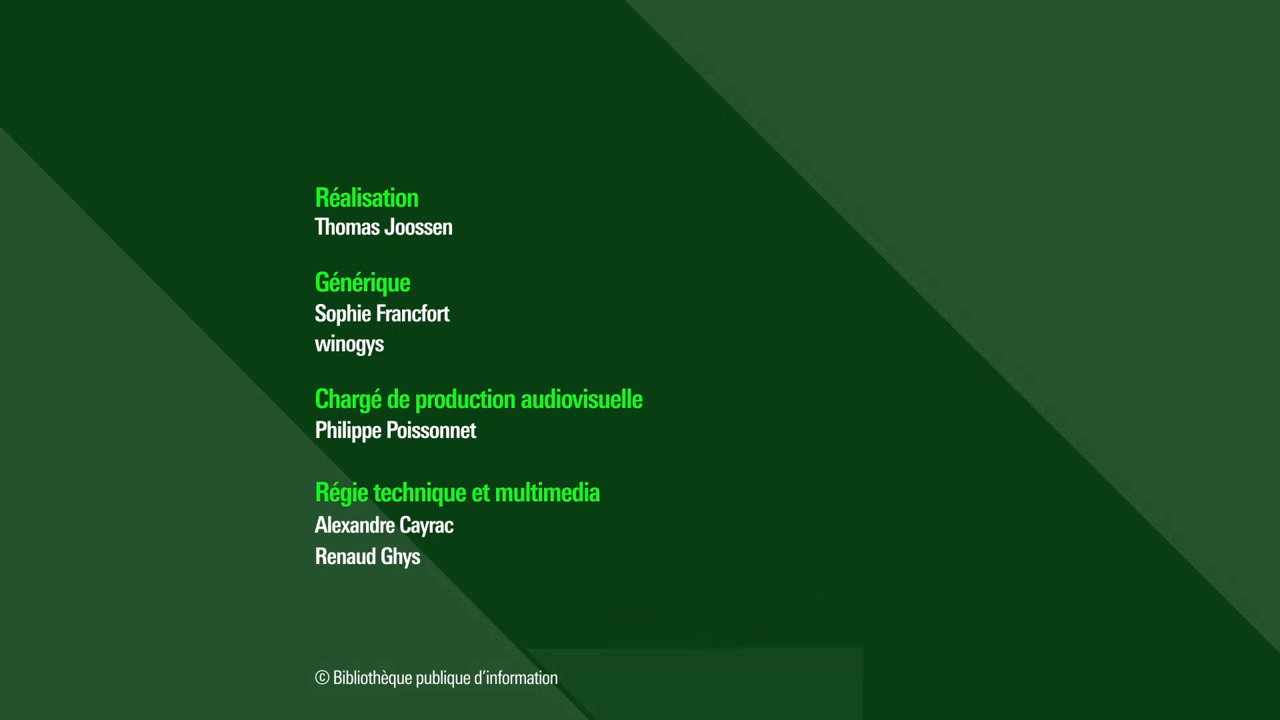 Réalisation
Thomas Joossen
Générique
Sophie Francfort
winogys
Chargé de production audiovisuelle
Philippe Poissonnet
Régie technique et multimedia
Alexandre Cayrac
Renaud Ghys
© Bibliothèque publique d’information